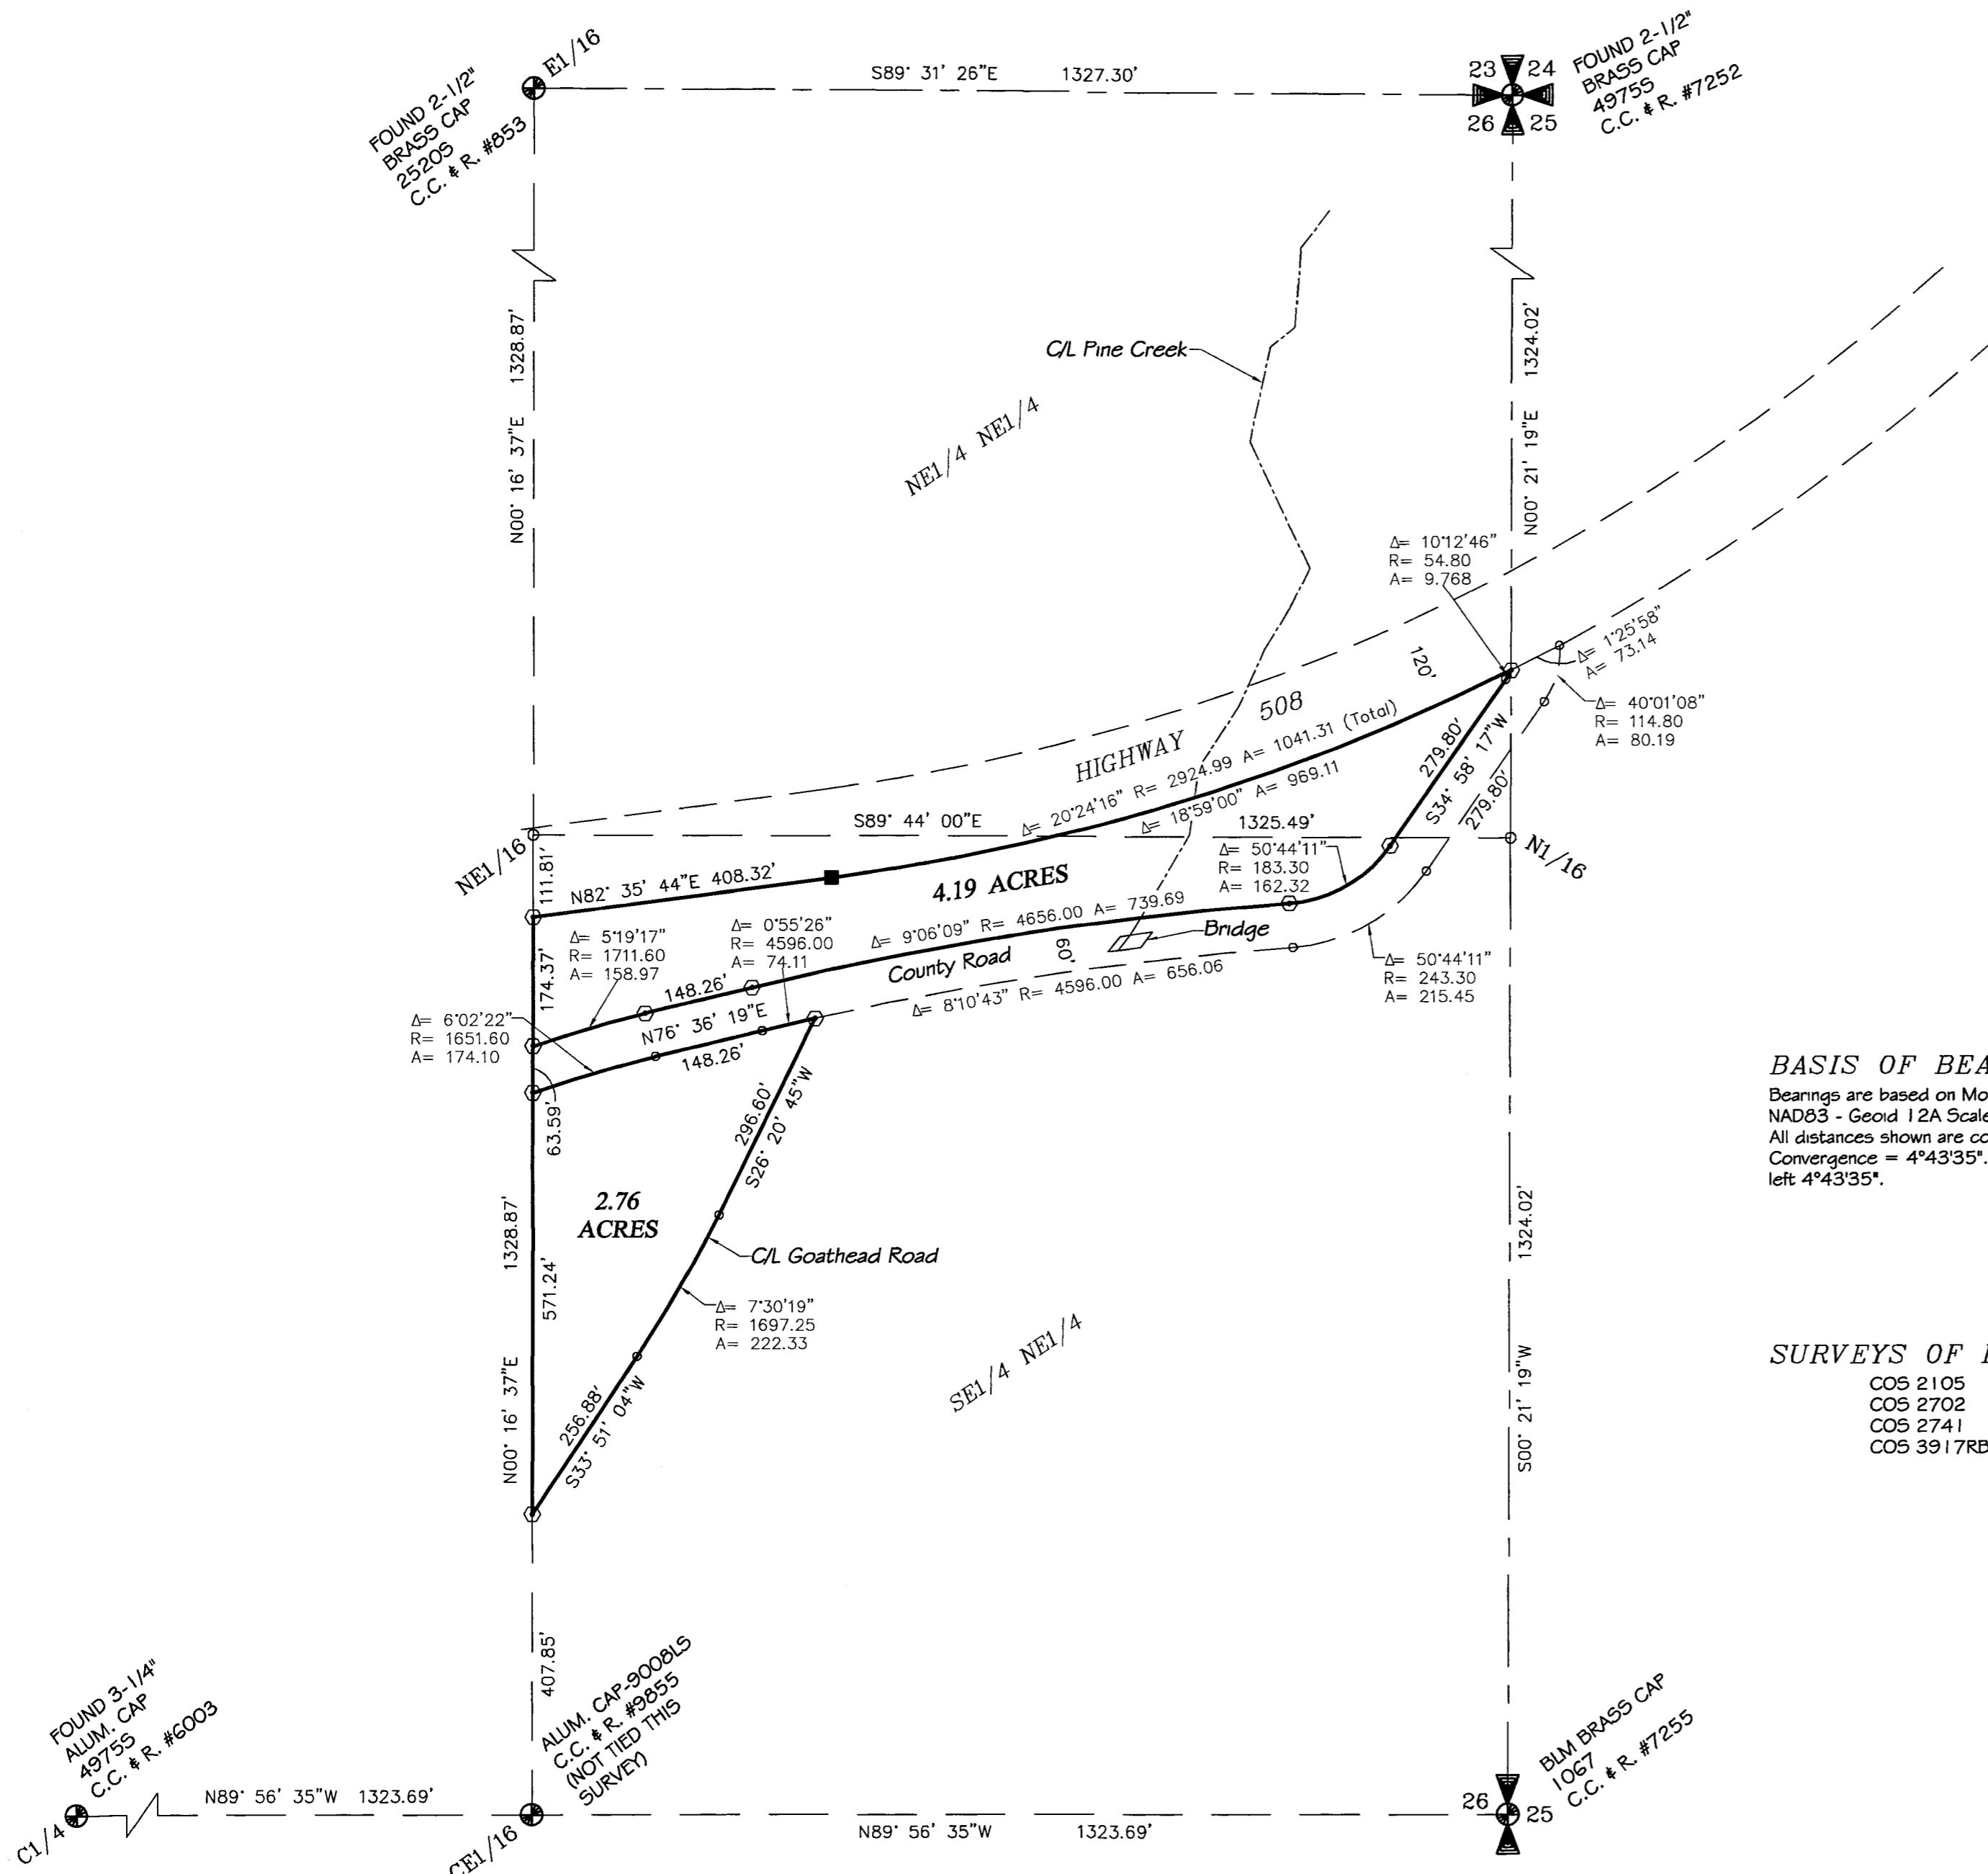 E1/16
FOUND 2-1/2"
BRASS CAP
2520S
C.C. & R. #853
S89° 31' 26"E 1327.30'
23 24
26 25
FOUND 2-1/2"
BRASS CAP
4975S
C.C. & R. #7252
N00° 16' 37"E 1328.87'
N00° 21' 19"E 1324.02'
C/L Pine Creek
NE1/4 NE1/4
Δ= 10°12'46"
R= 54.80
A= 9.768
Δ= 1°25'58"
A= 73.14
Δ= 40°01'08"
R= 114.80
A= 80.19
120'
HIGHWAY 508
Δ= 20°24'16" R= 2924.99 A= 1041.31 (Total)
Δ= 18°59'00" A= 969.11
279.80'
S34° 58' 17"W
279.80'
S89° 44' 00"E 1325.49'
NE1/16
N1/16
111.81'
N82° 35' 44"E 408.32'
4.19 ACRES
Δ= 50°44'11"
R= 183.30
A= 162.32
174.37'
Δ= 5°19'17"
R= 1711.60
A= 158.97
Δ= 0°55'26"
R= 4596.00
A= 74.11
Δ= 9°06'09" R= 4656.00 A= 739.69
Bridge
County Road
60'
Δ= 8°10'43" R= 4596.00 A= 656.06
Δ= 50°44'11"
R= 243.30
A= 215.45
148.26'
N76° 36' 19"E
148.26'
Δ= 6°02'22"
R= 1651.60
A= 174.10
63.59'
296.60'
S26° 20' 45"W
2.76
ACRES
C/L Goathead Road
Δ= 7°30'19"
R= 1697.25
A= 222.33
N00° 16' 37"E 1328.87'
571.24'
256.88'
S33° 51' 04"W
SE1/4 NE1/4
1324.02'
S00° 21' 19"W
BASIS OF BEA
Bearings are based on Mo
NAD83 - Geoid 12A Scale
All distances shown are co
Convergence = 4°43'35".
left 4°43'35".
SURVEYS OF
COS 2105
COS 2702
COS 2741
COS 3917RB
407.85'
FOUND 3-1/4"
ALUM. CAP
4975S
C.C. & R. #6003
ALUM. CAP-9008LS
C.C. & R. #9855
(NOT TIED THIS
SURVEY)
BLM BRASS CAP
1067
C.C. & R. #7255
C1/4
N89° 56' 35"W 1323.69'
CE1/16
N89° 56' 35"W 1323.69'
26 25